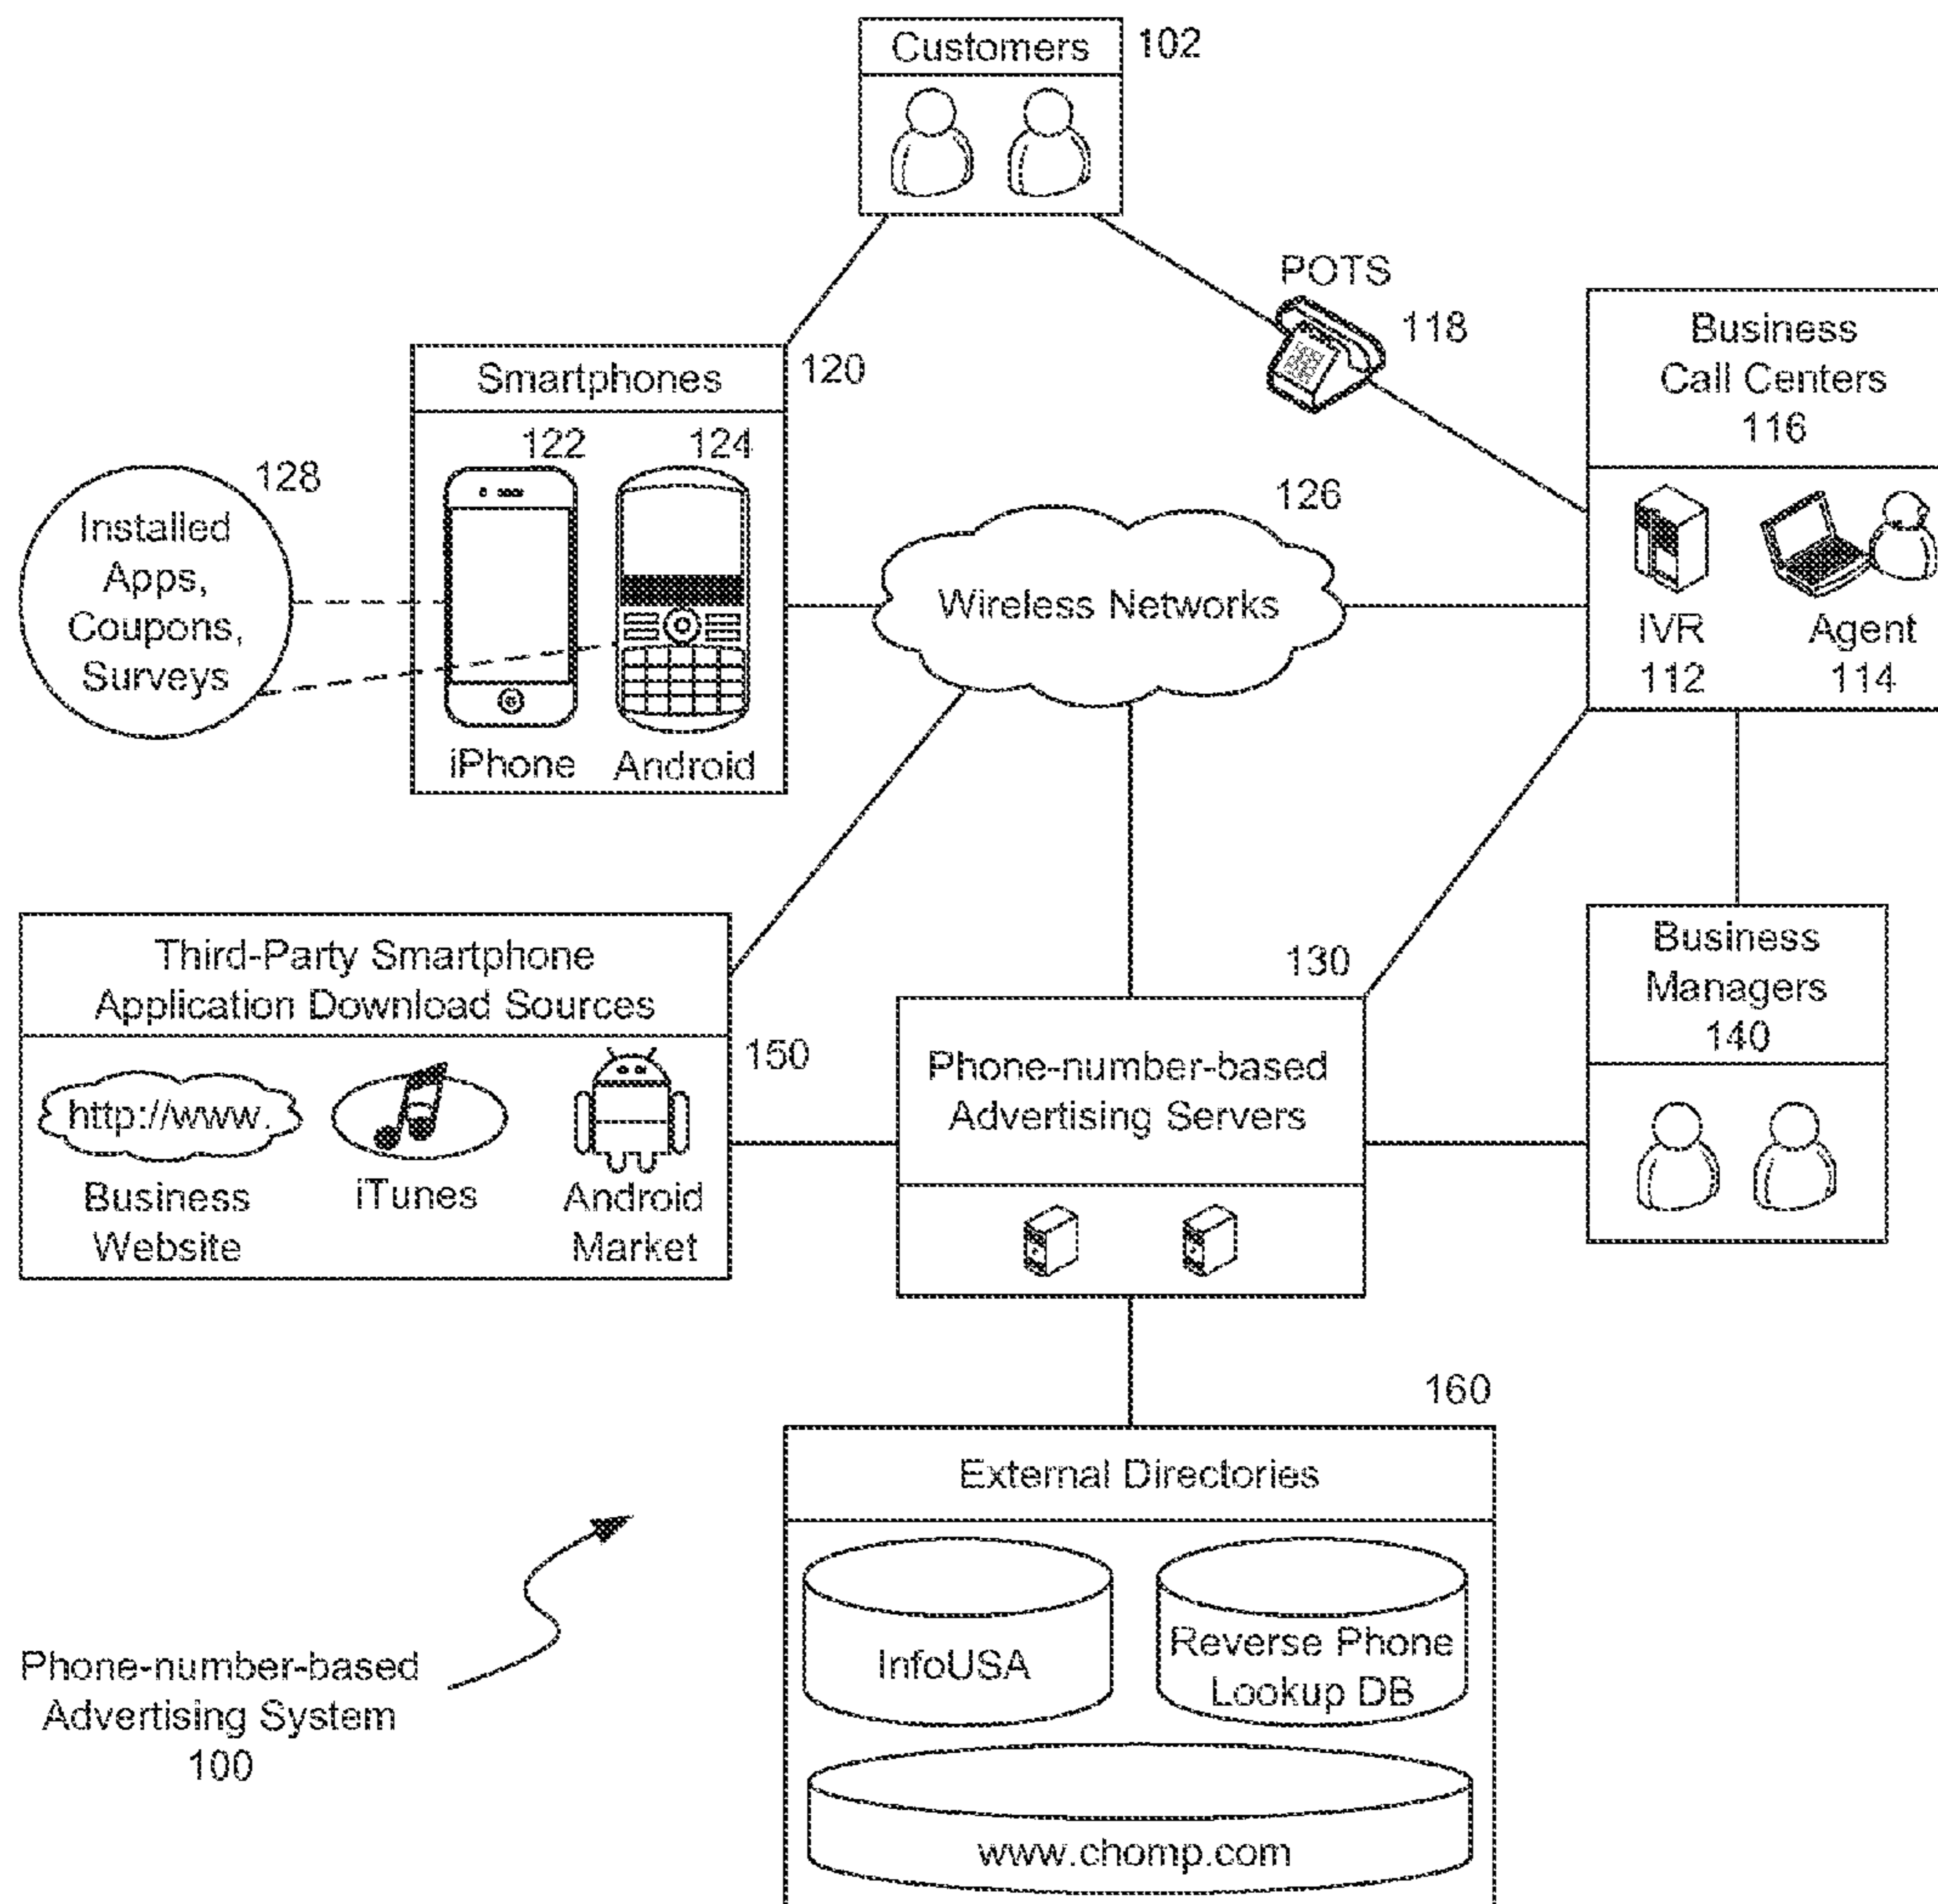 Customers
102
POTS
118
Business
Call Centers
116
Smartphones
120
122
124
128
Installed
Apps,
Coupons,
Surveys
iPhone
Android
126
Wireless Networks
IVR
112
Agent
114
Third-Party Smartphone
Application Download Sources
150
http://www.
Business
Website
iTunes
Android
Market
130
Phone-number-based
Advertising Servers
Business
Managers
140
160
External Directories
InfoUSA
Reverse Phone
Lookup DB
www.chomp.com
Phone-number-based
Advertising System
100